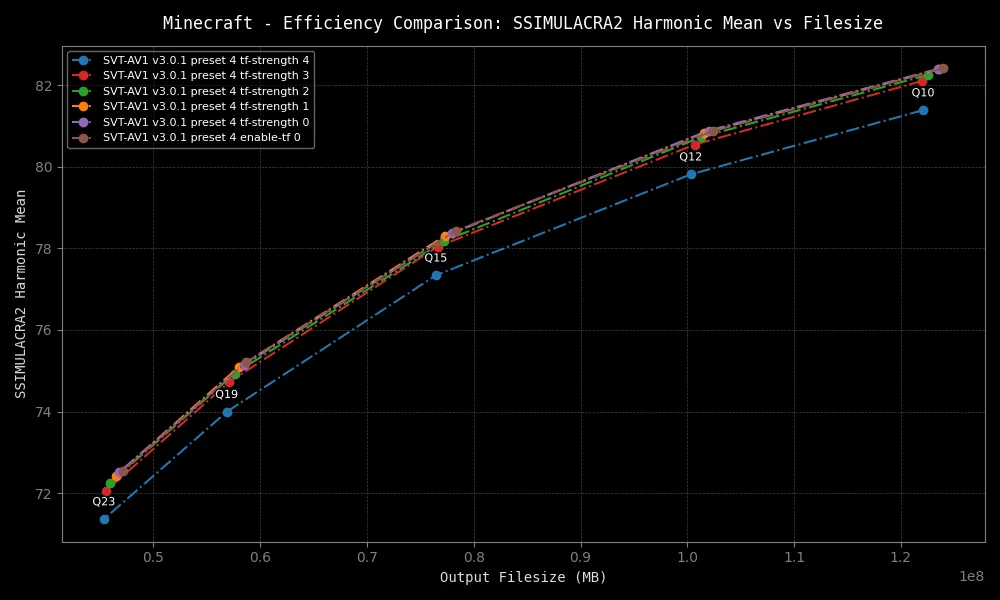 Minecraft - Efficiency Comparison: SSIMULACRA2 Harmonic Mean vs Filesize
SVT-AV1 v3.0.1 preset 4 tf-strength 4
SVT-AV1 v3.0.1 preset 4 tf-strength 3
SVT-AV1 v3.0.1 preset 4 tf-strength 2
SVT-AV1 v3.0.1 preset 4 tf-strength 1
SVT-AV1 v3.0.1 preset 4 tf-strength 0
SVT-AV1 v3.0.1 preset 4 enable-tf 0
SSIMULACRA2 Harmonic Mean
82
80
78
76
74
72
Q10
Q12
Q15
Q19
Q23
0.5 0.6 0.7 0.8 0.9 1.0 1.1 1.2
1e8
Output Filesize (MB)